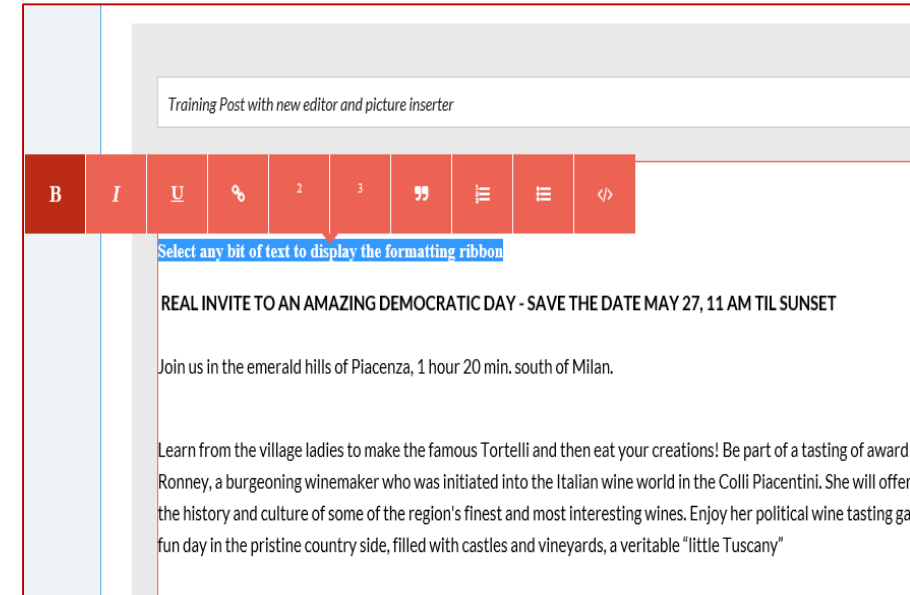 Training Post with new editor and picture inserter
B I U 2 3 ” </>
Select any bit of text to display the formatting ribbon
REAL INVITE TO AN AMAZING DEMOCRATIC DAY - SAVE THE DATE MAY 27, 11 AM TIL SUNSET
Join us in the emerald hills of Piacenza, 1 hour 20 min. south of Milan.
Learn from the village ladies to make the famous Tortelli and then eat your creations! Be part of a tasting of award
Ronney, a burgeoning winemaker who was initiated into the Italian wine world in the Colli Piacentini. She will offer
the history and culture of some of the region's finest and most interesting wines. Enjoy her political wine tasting ga
fun day in the pristine country side, filled with castles and vineyards, a veritable “little Tuscany”